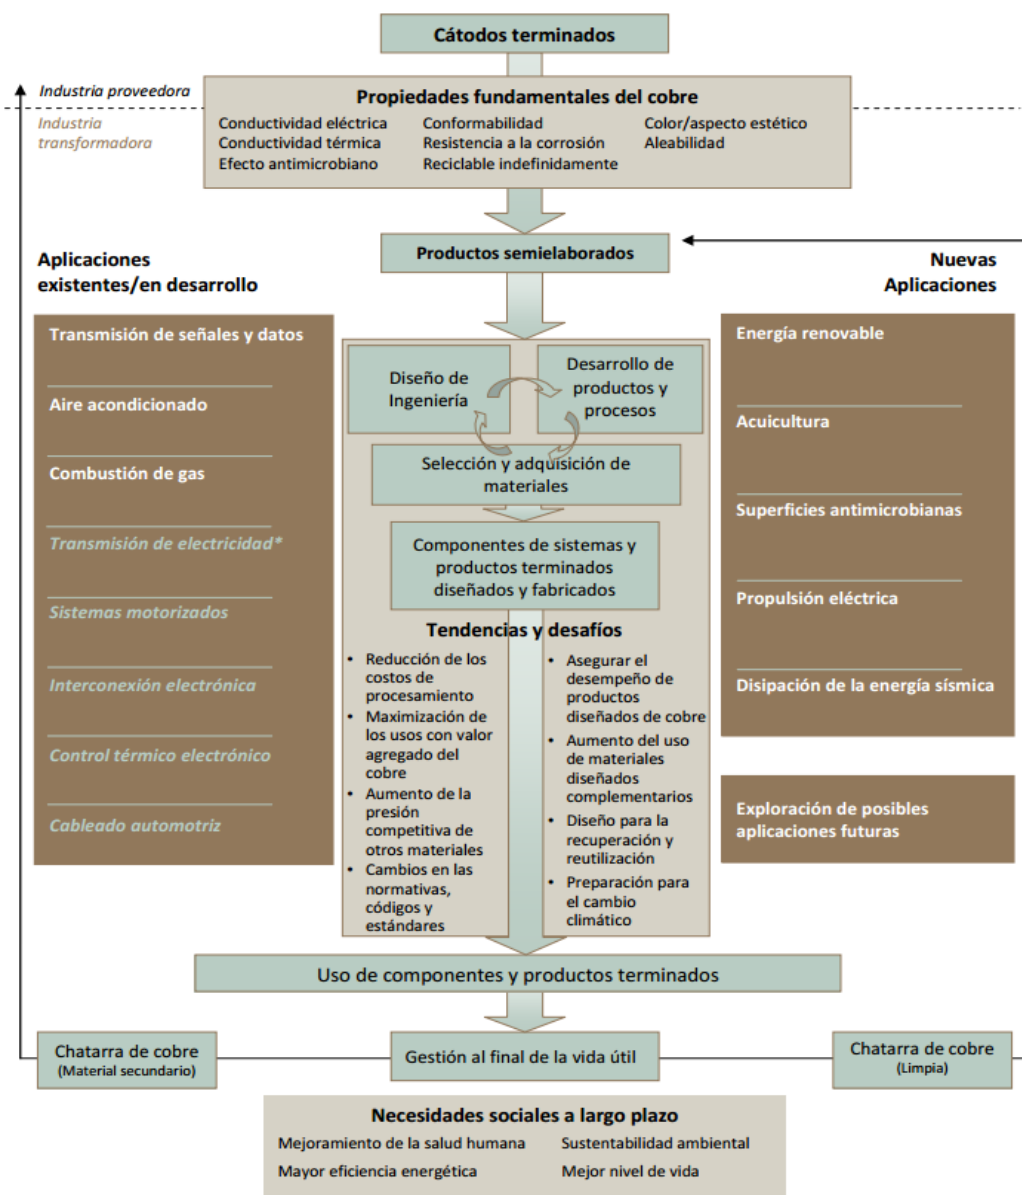 Cátodos terminados
Industria proveedora
Industria
transformadora
Propiedades fundamentales del cobre
Conductividad eléctrica
Conductividad térmica
Efecto antimicrobiano
Conformabilidad
Resistencia a la corrosión
Reciclable indefinidamente
Color/aspecto estético
Aleabilidad
Productos semielaborados
Aplicaciones
existentes/en desarrollo
Transmisión de señales y datos
Aire acondicionado
Combustión de gas
Transmisión de electricidad*
Sistemas motorizados
Interconexión electrónica
Control térmico electrónico
Cableado automotriz
Diseño de
Ingeniería
Desarrollo de
productos y
procesos
Selección y adquisición de
materiales
Componentes de sistemas y
productos terminados
diseñados y fabricados
Tendencias y desafíos
• Reducción de los
costos de
procesamiento
• Maximización de
los usos con valor
agregado del
cobre
• Aumento de la
presión
competitiva de
otros materiales
• Cambios en las
normativas,
códigos y
estándares
• Asegurar el
desempeño de
productos
diseñados de cobre
• Aumento del uso
de materiales
diseñados
complementarios
• Diseño para la
recuperación y
reutilización
• Preparación para
el cambio
climático
Nuevas
Aplicaciones
Energía renovable
Acuicultura
Superficies antimicrobianas
Propulsión eléctrica
Disipación de la energía sísmica
Exploración de posibles
aplicaciones futuras
Uso de componentes y productos terminados
Chatarra de cobre
(Material secundario)
Gestión al final de la vida útil
Chatarra de cobre
(Limpia)
Necesidades sociales a largo plazo
Mejoramiento de la salud humana
Sustentabilidad ambiental
Mayor eficiencia energética
Mejor nivel de vida